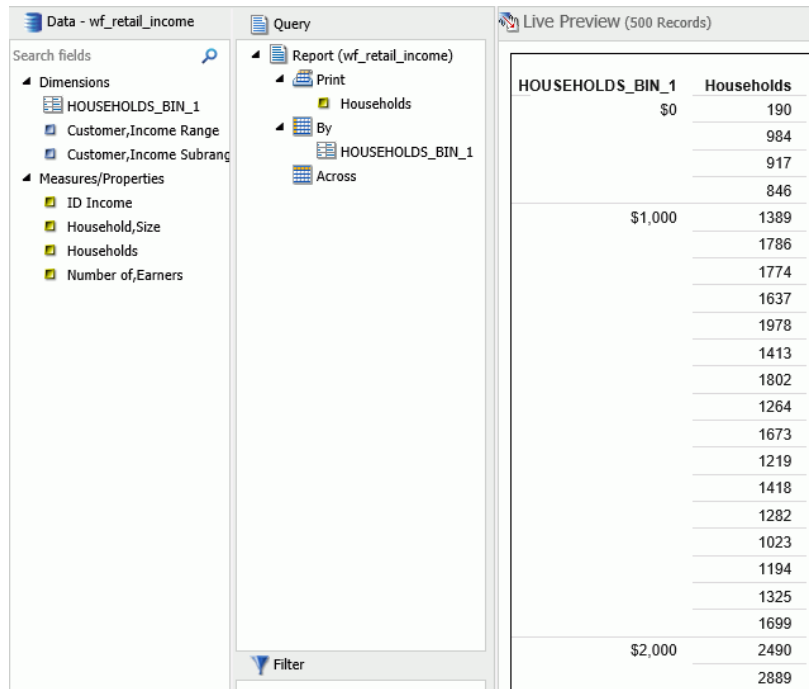 Data - wf_retail_income
Search fields
Dimensions
HOUSEHOLDS_BIN_1
Customer,Income Range
Customer,Income Subrang
Measures/Properties
ID Income
Household,Size
Households
Number of,Earners
Query
Report (wf_retail_income)
Print
Households
By
HOUSEHOLDS_BIN_1
Across
Filter
Live Preview (500 Records)
HOUSEHOLDS_BIN_1 Households
$0 190
984
917
846
$1,000 1389
1786
1774
1637
1978
1413
1802
1264
1673
1219
1418
1282
1023
1194
1325
1699
$2,000 2490
2889